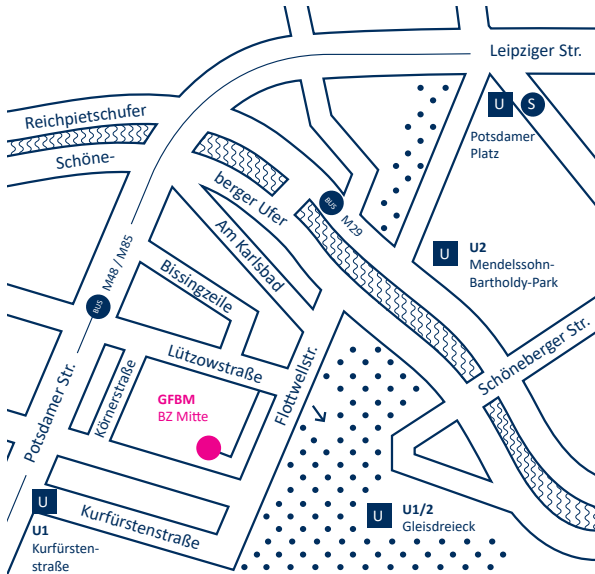 Leipziger Str.
Reichpietschufer
U
S
Potsdamer
Platz
Schöne-
berger Ufer
BUS
M29
Am Karlsbad
U
U2
Mendelssohn-
Bartholdy-Park
BUS
M48 / M85
Bissingzeile
Schöneberger Str.
Lützowstraße
Flottwellstr.
Körnerstraße
GFBM
BZ Mitte
Potsdamer Str.
U
U1
Kurfürsten-
straße
Kurfürstenstraße
U
U1/2
Gleisdreieck